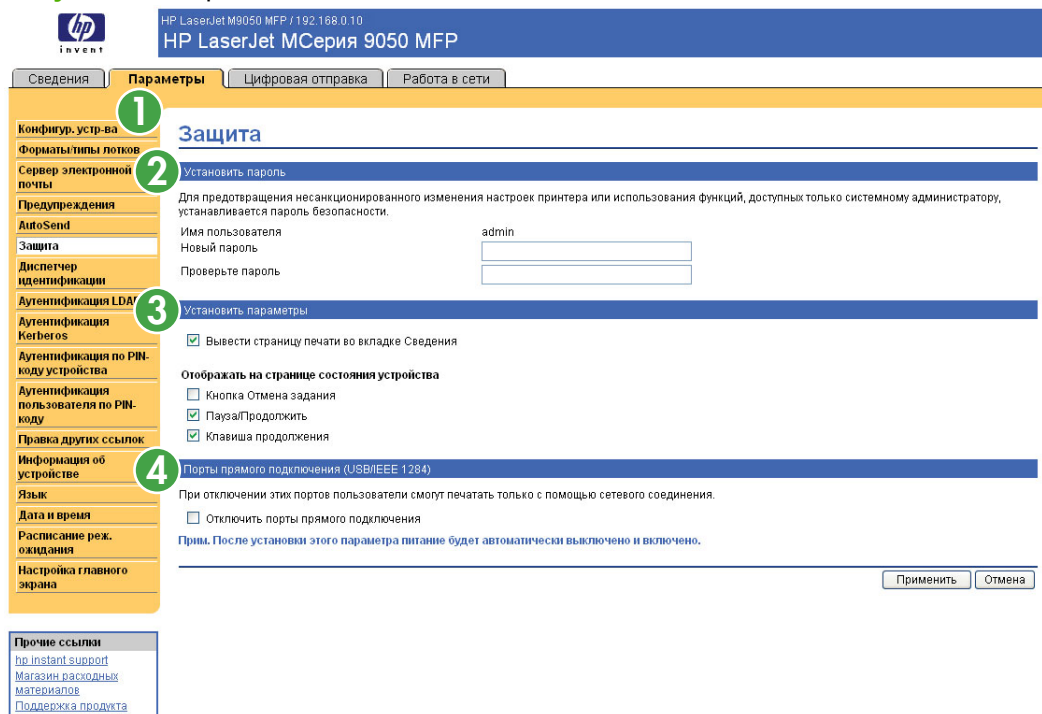 hp
invent
HP LaserJet M9050 MFP / 192.168.0.10
HP LaserJet MСерия 9050 MFP
Сведения
Параметры
Цифровая отправка
Работа в сети
1
Конфигур. устр-ва
Форматы/типы лотков
Сервер электронной
почты
Предупреждения
AutoSend
Защита
Диспетчер
идентификации
Аутентификация
Kerberos
Аутентификация по PIN-
коду устройства
Аутентификация
пользователя по PIN-
коду
Правка других ссылок
Информация об
устройстве
Язык
Дата и время
Расписание реж.
ожидания
Настройка главного
экрана
Прочие ссылки
hp instant support
Магазин расходных
материалов
Поддержка продукта
Защита
2
Установить пароль
Для предотвращения несанкционированного изменения настроек принтера или использования функций, доступных только системному администратору,
устанавливается пароль безопасности.
Имя пользователя admin
Новый пароль
Проверьте пароль
3
Установить параметры
Вывести страницу печати во вкладке Сведения
Отображать на странице состояния устройства
Кнопка Отмена задания
Пауза/Продолжить
Клавиша продолжения
4
Порты прямого подключения (USB/IEEE 1284)
При отключении этих портов пользователи смогут печатать только с помощью сетевого соединения.
Отключить порты прямого подключения
Прим. После установки этого параметра питание будет автоматически выключено и включено.
Применить
Отмена